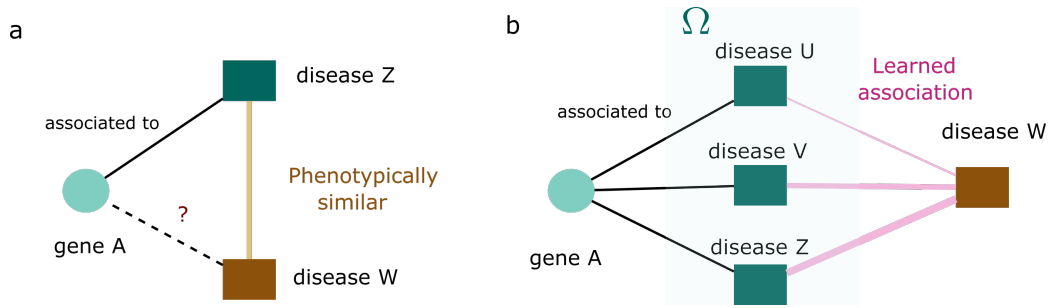 a
disease Z
associated to
Phenotypically
similar
?
gene A
disease W
b
Ω
disease U
Learned
association
associated to
disease W
disease V
disease Z
gene A